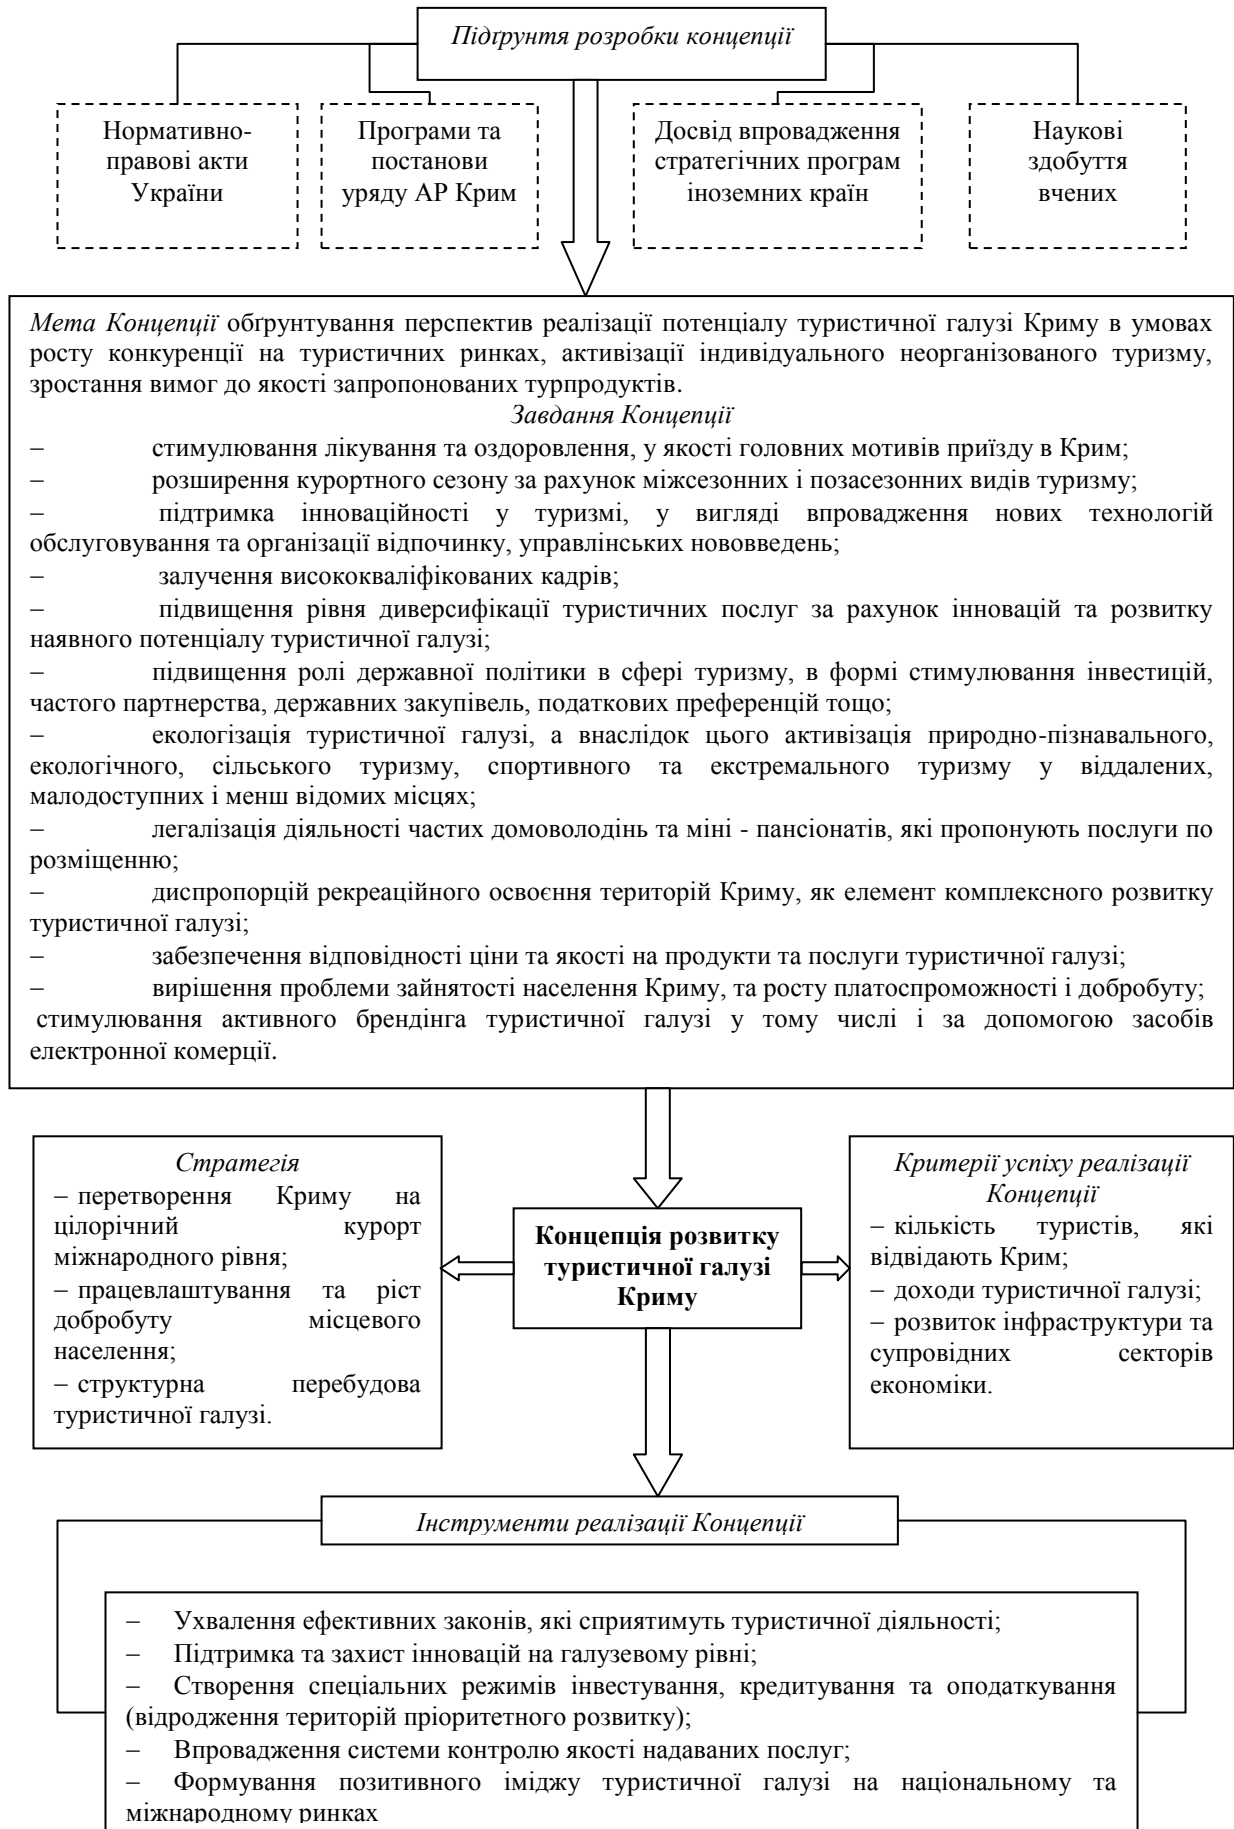 Підґрунтя розробки концепції
Нормативно-
правові акти
України
Програми та
постанови
уряду АР Крим
Досвід впровадження
стратегічних програм
іноземних країн
Наукові
здобуття
вчених
Мета Концепції обґрунтування перспектив реалізації потенціалу туристичної галузі Криму в умовах
росту конкуренції на туристичних ринках, активізації індивідуального неорганізованого туризму,
зростання вимог до якості запропонованих турпродуктів.
Завдання Концепції
– стимулювання лікування та оздоровлення, у якості головних мотивів приїзду в Крим;
– розширення курортного сезону за рахунок міжсезонних і позасезонних видів туризму;
– підтримка інноваційності у туризмі, у вигляді впровадження нових технологій
обслуговування та організації відпочинку, управлінських нововведень;
– залучення висококваліфікованих кадрів;
– підвищення рівня диверсифікації туристичних послуг за рахунок інновацій та розвитку
наявного потенціалу туристичної галузі;
– підвищення ролі державної політики в сфері туризму, в формі стимулювання інвестицій,
частого партнерства, державних закупівель, податкових преференцій тощо;
– екологізація туристичної галузі, а внаслідок цього активізація природно-пізнавального,
екологічного, сільського туризму, спортивного та екстремального туризму у віддалених,
малодоступних і менш відомих місцях;
– легалізація діяльності частих домоволодінь та міні - пансіонатів, які пропонують послуги по
розміщенню;
– диспропорцій рекреаційного освоєння територій Криму, як елемент комплексного розвитку
туристичної галузі;
– забезпечення відповідності ціни та якості на продукти та послуги туристичної галузі;
– вирішення проблеми зайнятості населення Криму, та росту платоспроможності і добробуту;
стимулювання активного брендінга туристичної галузі у тому числі і за допомогою засобів
електронної комерції.
Стратегія
– перетворення Криму на
цілорічний курорт
міжнародного рівня;
– працевлаштування та ріст
добробуту місцевого
населення;
– структурна перебудова
туристичної галузі.
Концепція розвитку
туристичної галузі
Криму
Критерії успіху реалізації
Концепції
– кількість туристів, які
відвідають Крим;
– доходи туристичної галузі;
– розвиток інфраструктури та
супровідних секторів
економіки.
Інструменти реалізації Концепції
– Ухвалення ефективних законів, які сприятимуть туристичної діяльності;
– Підтримка та захист інновацій на галузевому рівні;
– Створення спеціальних режимів інвестування, кредитування та оподаткування
(відродження територій пріоритетного розвитку);
– Впровадження системи контролю якості надаваних послуг;
– Формування позитивного іміджу туристичної галузі на національному та
міжнародному ринках